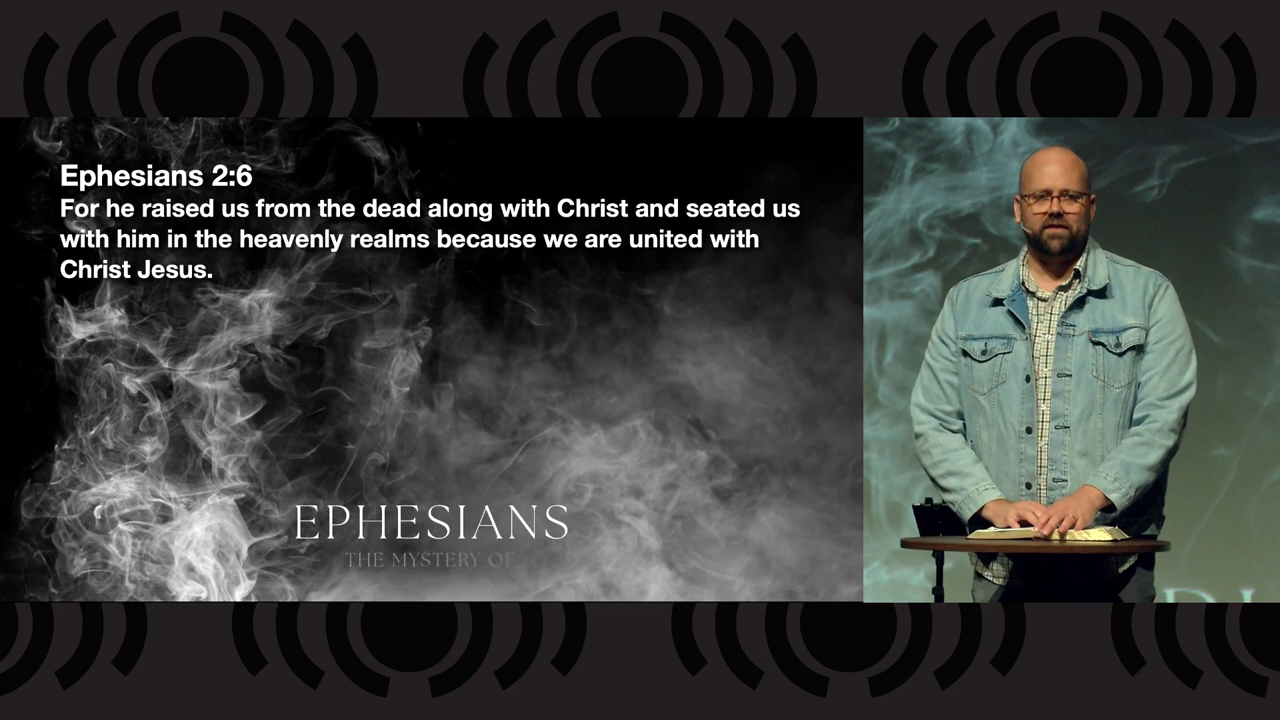 Ephesians 2:6
For he raised us from the dead along with Christ and seated us
with him in the heavenly realms because we are united with
Christ Jesus.
EPHESIANS
THE MYSTERY OF